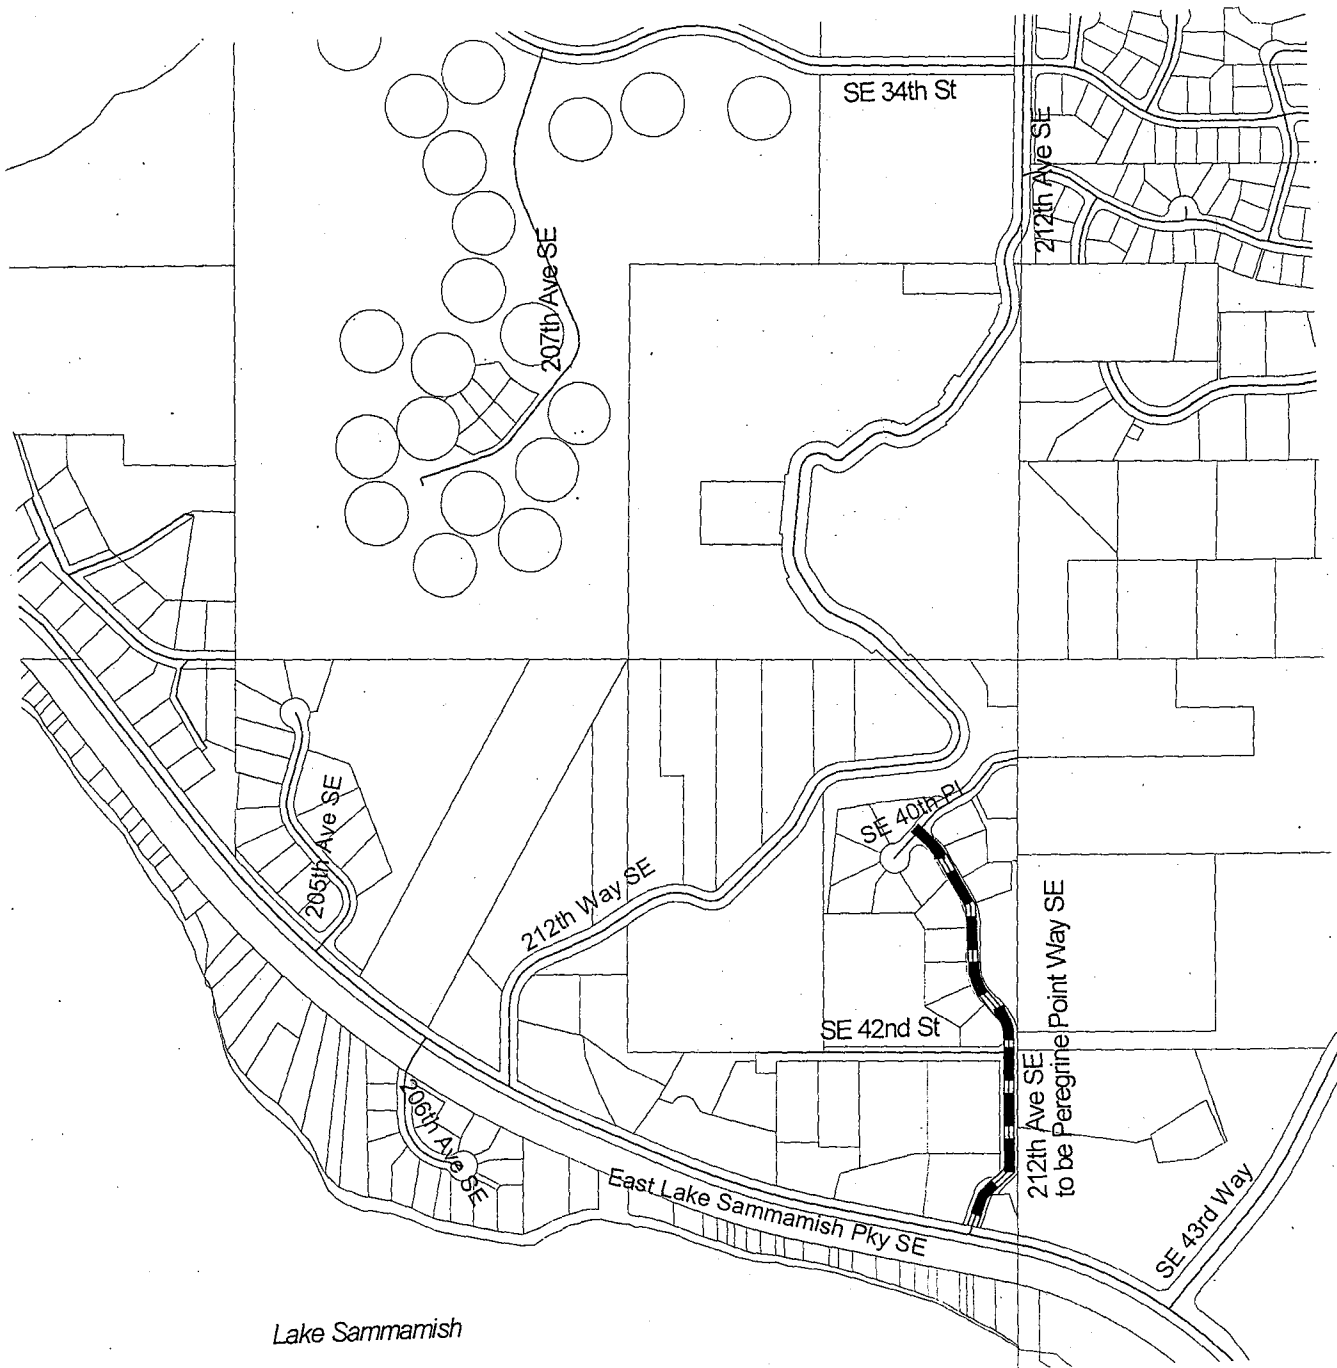 SE 34th St
212th Ave SE
207th Ave SE
SE 40th Pl
205th Ave SE
212th Way SE
SE 42nd St
212th Ave SE
to be Peregrine Point Way SE
206th Ave SE
East Lake Sammamish Pky SE
SE 43rd Way
Lake Sammamish